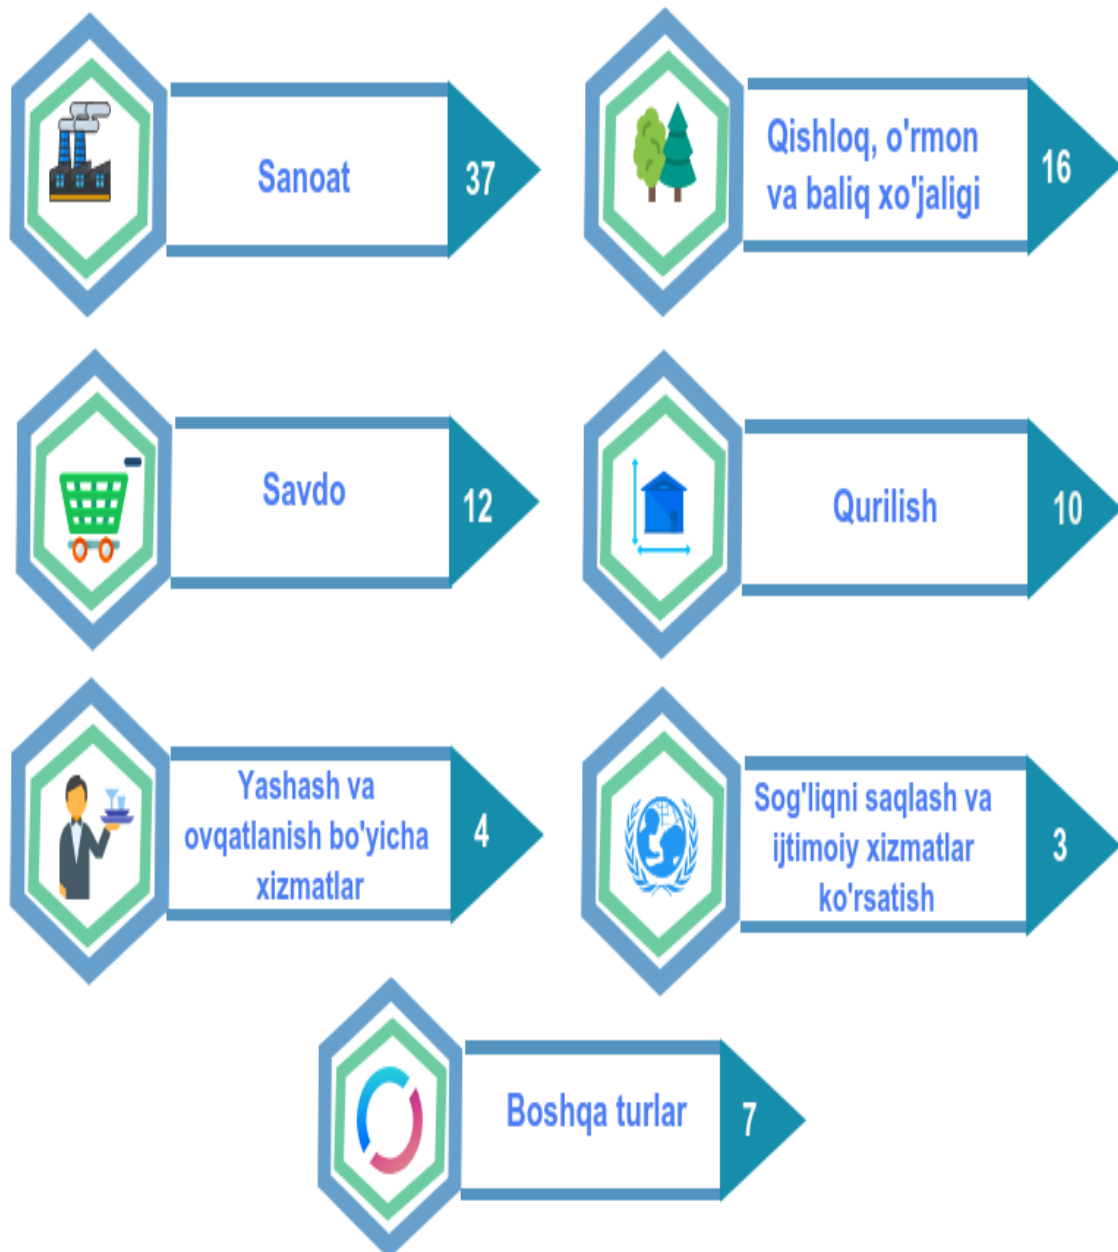 Sanoat
37
Qishloq, o'rmon
va baliq xo'jaligi
16
Savdo
12
Qurilish
10
Yashash va
ovqatlanish bo'yicha
xizmatlar
4
Sog'liqni saqlash va
ijtimoiy xizmatlar
ko'rsatish
3
Boshqa turlar
7